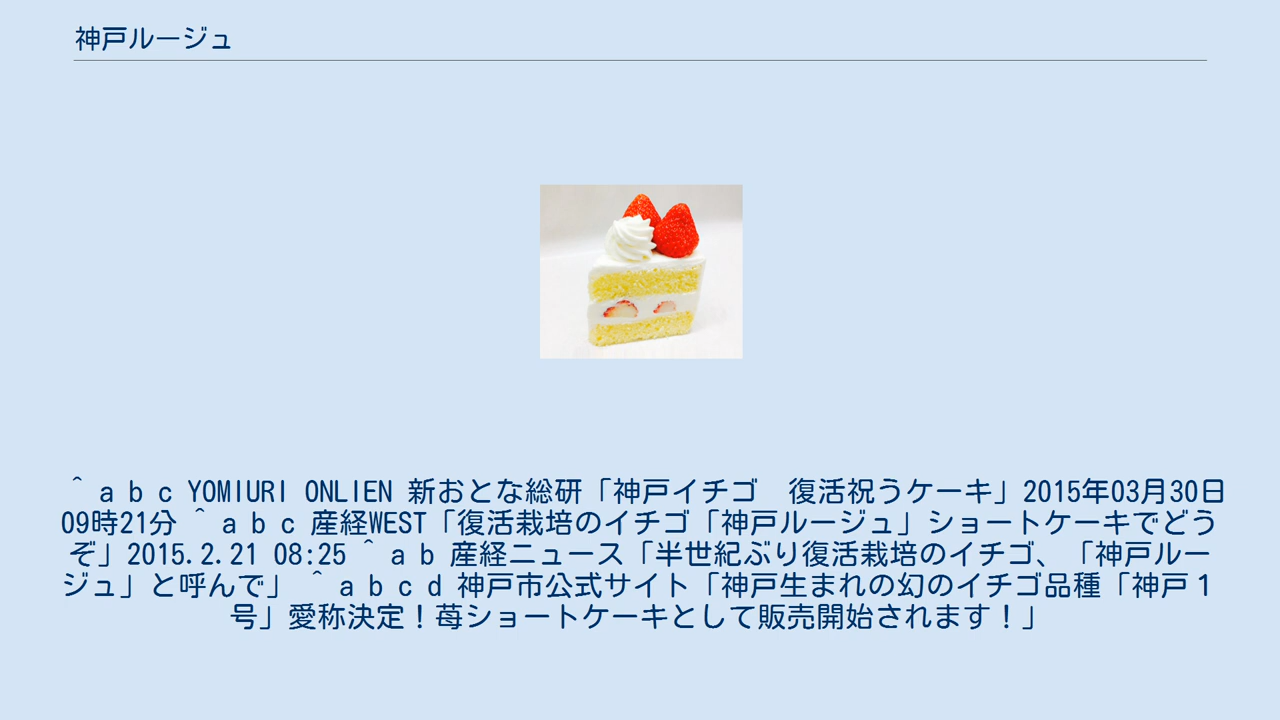 神戸ルージュ
^ a b c YOMIURI ONLIEN 新おとな総研「神戸イチゴ　復活祝うケーキ」2015年03月30日
09時21分 ^ a b c 産経WEST「復活栽培のイチゴ「神戸ルージュ」ショートケーキでどう
ぞ」2015.2.21 08:25 ^ a b 産経ニュース「半世紀ぶり復活栽培のイチゴ、「神戸ルー
ジュ」と呼んで」 ^ a b c d 神戸市公式サイト「神戸生まれの幻のイチゴ品種「神戸１
号」愛称決定！苺ショートケーキとして販売開始されます！」